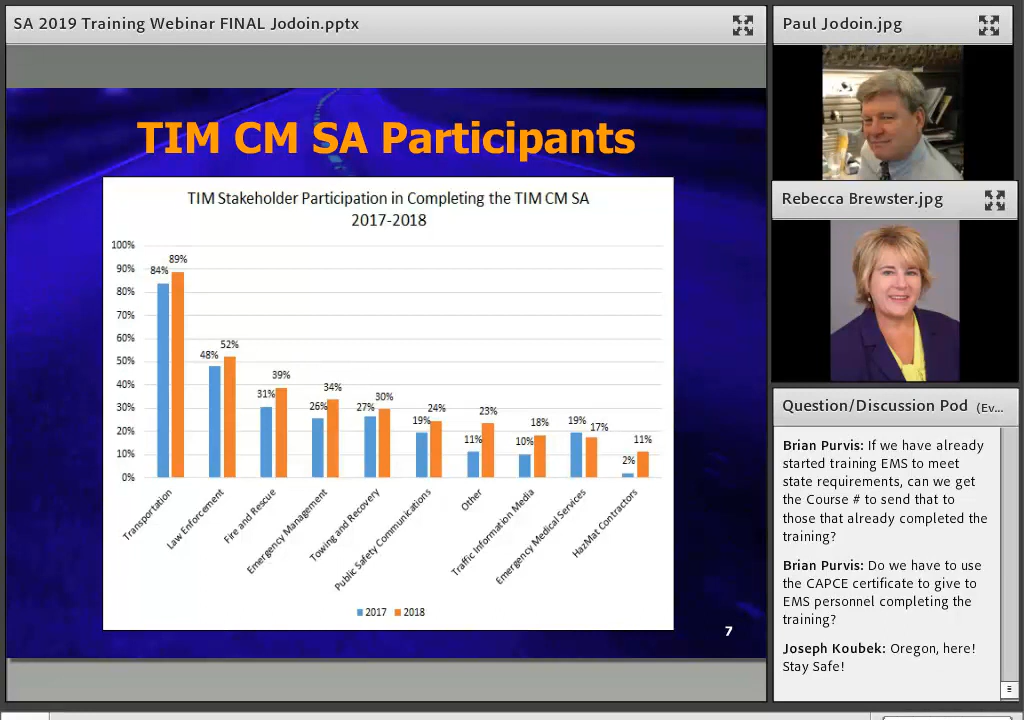 SA 2019 Training Webinar FINAL Jodoin.pptx
TIM CM SA Participants
TIM Stakeholder Participation in Completing the TIM CM SA
2017-2018
100%
90%
80%
70%
60%
50%
40%
30%
20%
10%
0%
84% 89%
48% 52%
31% 39%
26% 34%
27% 30%
19% 24%
11% 23%
10% 18%
19% 17%
2% 11%
Transportation
Law Enforcement
Fire and Rescue
Emergency Management
Towing and Recovery
Public Safety Communications
Other
Traffic Information Media
Emergency Medical Services
HazMat Contractors
2017 2018
7
Paul Jodoin.jpg
Rebecca Brewster.jpg
Question/Discussion Pod (Ev...
Brian Purvis: If we have already
started training EMS to meet
state requirements, can we get
the Course # to send that to
those that already completed the
training?
Brian Purvis: Do we have to use
the CAPCE certificate to give to
EMS personnel completing the
training?
Joseph Koubek: Oregon, here!
Stay Safe!